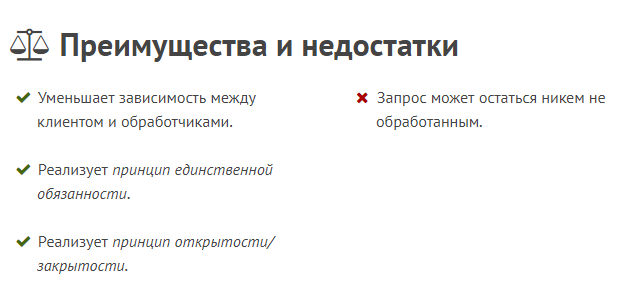 Преимущества и недостатки
Уменьшает зависимость между
клиентом и обработчиками.
Реализует принцип единственной
обязанности.
Реализует принцип открытости/
закрытости.
Запрос может остаться никем не
обработанным.